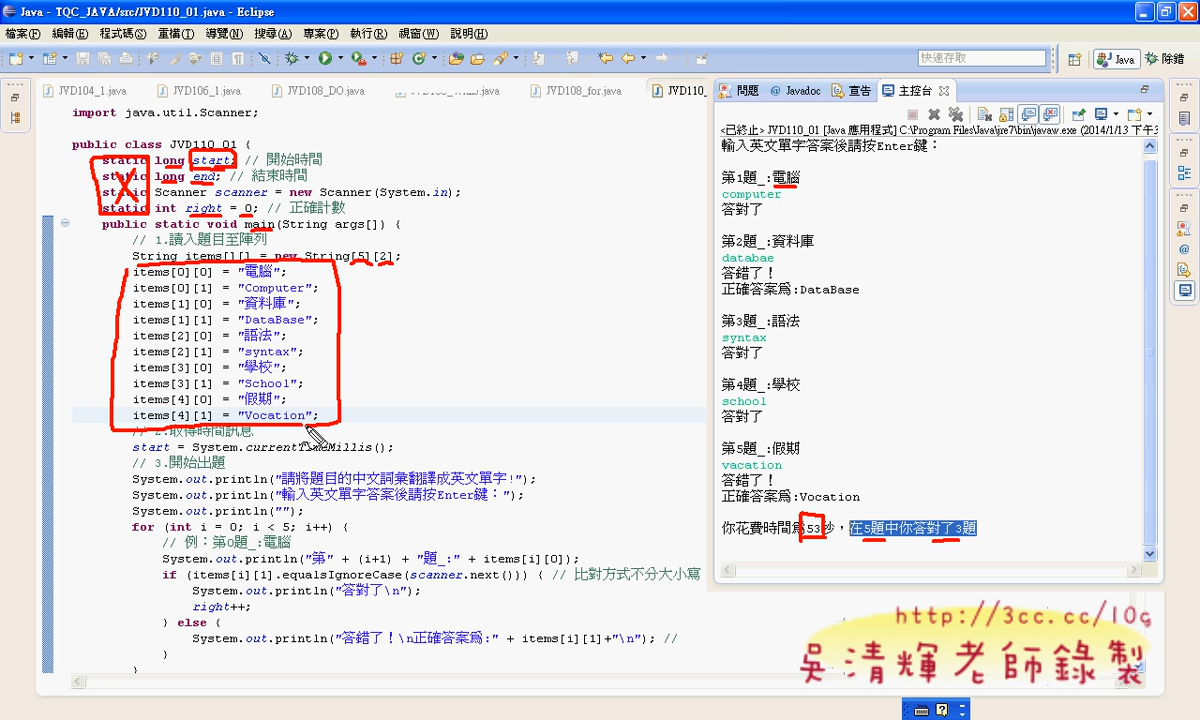 Java - TQC_JAVA/src/JVD110_01.java - Eclipse
檔案(F) 編輯(E) 程式碼(S) 重構(T) 導覽(N) 搜尋(A) 專案(P) 執行(R) 視窗(W) 說明(H)
快速存取
Java
除錯
JVD104_1.java
JVD106_1.java
JVD108_DO.java
JVD108_for.java
JVD110_
import java.util.Scanner;
public class JVD110_01 {
static long start; // 開始時間
static long end; // 結束時間
static Scanner scanner = new Scanner(System.in);
static int right = 0; // 正確計數
public static void main(String args[]) {
// 1.讀入題目至陣列
String items[][] = new String[5][2];
items[0][0] = "電腦";
items[0][1] = "Computer";
items[1][0] = "資料庫";
items[1][1] = "DataBase";
items[2][0] = "語法";
items[2][1] = "syntax";
items[3][0] = "學校";
items[3][1] = "School";
items[4][0] = "假期";
items[4][1] = "Vocation";
// 2.取得時間訊息
start = System.currentTimeMillis();
// 3.開始出題
System.out.println("請將題目的中文詞彙翻譯成英文單字!");
System.out.println("輸入英文單字答案後請按Enter鍵：");
System.out.println("");
for (int i = 0; i < 5; i++) {
// 例：第0題_:電腦
System.out.println("第" + (i+1) + "題_:" + items[i][0]);
if (items[i][1].equalsIgnoreCase(scanner.next())) { // 比對方式不分大小寫
System.out.println("答對了\n");
right++;
} else {
System.out.println("答錯了！\n正確答案為:" + items[i][1]+"\n"); //
}
}
問題 @ Javadoc 宣告 主控台
<已終止> JVD110_01 [Java 應用程式] C:\Program Files\Java\jre7\bin\javaw.exe (2014/1/13 下午3
輸入英文單字答案後請按Enter鍵：
第1題_:電腦
computer
答對了
第2題_:資料庫
databae
答錯了！
正確答案為:DataBase
第3題_:語法
syntax
答對了
第4題_:學校
school
答對了
第5題_:假期
vacation
答錯了！
正確答案為:Vocation
你花費時間為53秒，在5題中你答對了3題
http://3cc.cc/10g
吳清輝老師錄製